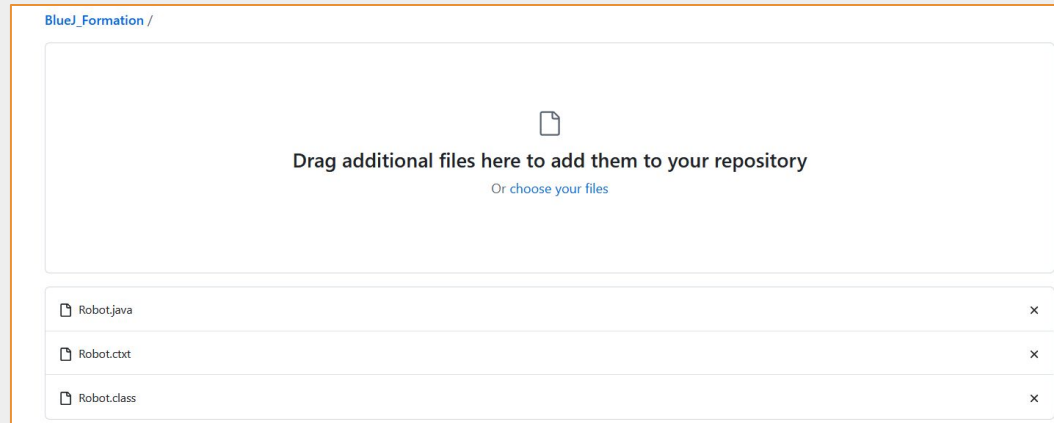 BlueJ_Formation /
Drag additional files here to add them to your repository
Or choose your files
Robot.java
Robot.ctxt
Robot.class